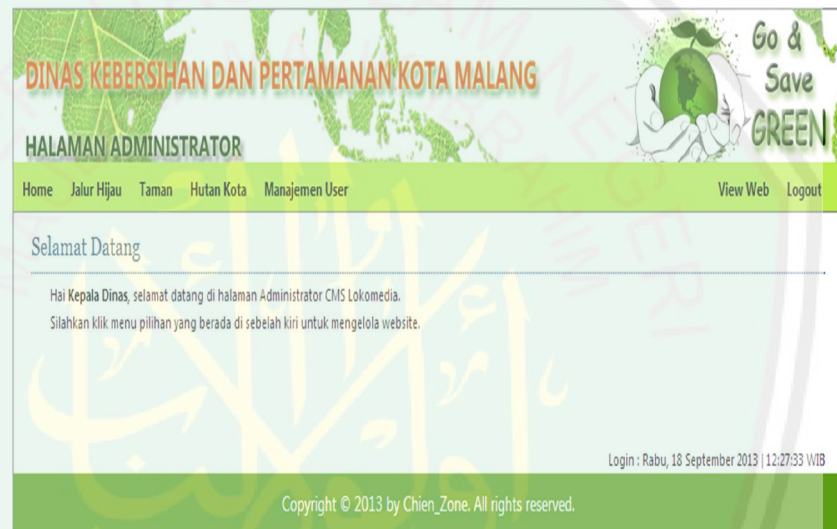 DINAS KEBERSIHAN DAN PERTAMANAN KOTA MALANG
Go &
Save
GREEN
HALAMAN ADMINISTRATOR
Home Jalur Hijau Taman Hutan Kota Manajemen User View Web Logout
Selamat Datang
Hai Kepala Dinas, selamat datang di halaman Administrator CMS Lokomedia.
Silahkan klik menu pilihan yang berada di sebelah kiri untuk mengelola website.
Login : Rabu, 18 September 2013 | 12:27:33 WIB
Copyright © 2013 by Chien_Zone. All rights reserved.